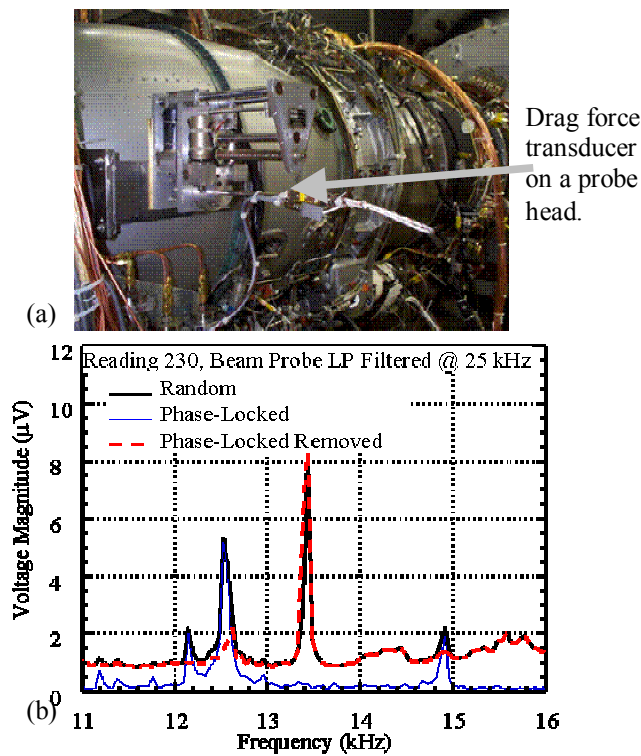 Drag force
transducer
on a probe
head.
(a)
12
Reading 230, Beam Probe LP Filtered @ 25 kHz
Random
10
Phase-Locked
Phase-Locked Removed
8
6
4
2
0
Voltage Magnitude (μV)
(b)
11 12 13 14 15 16
Frequency (kHz)